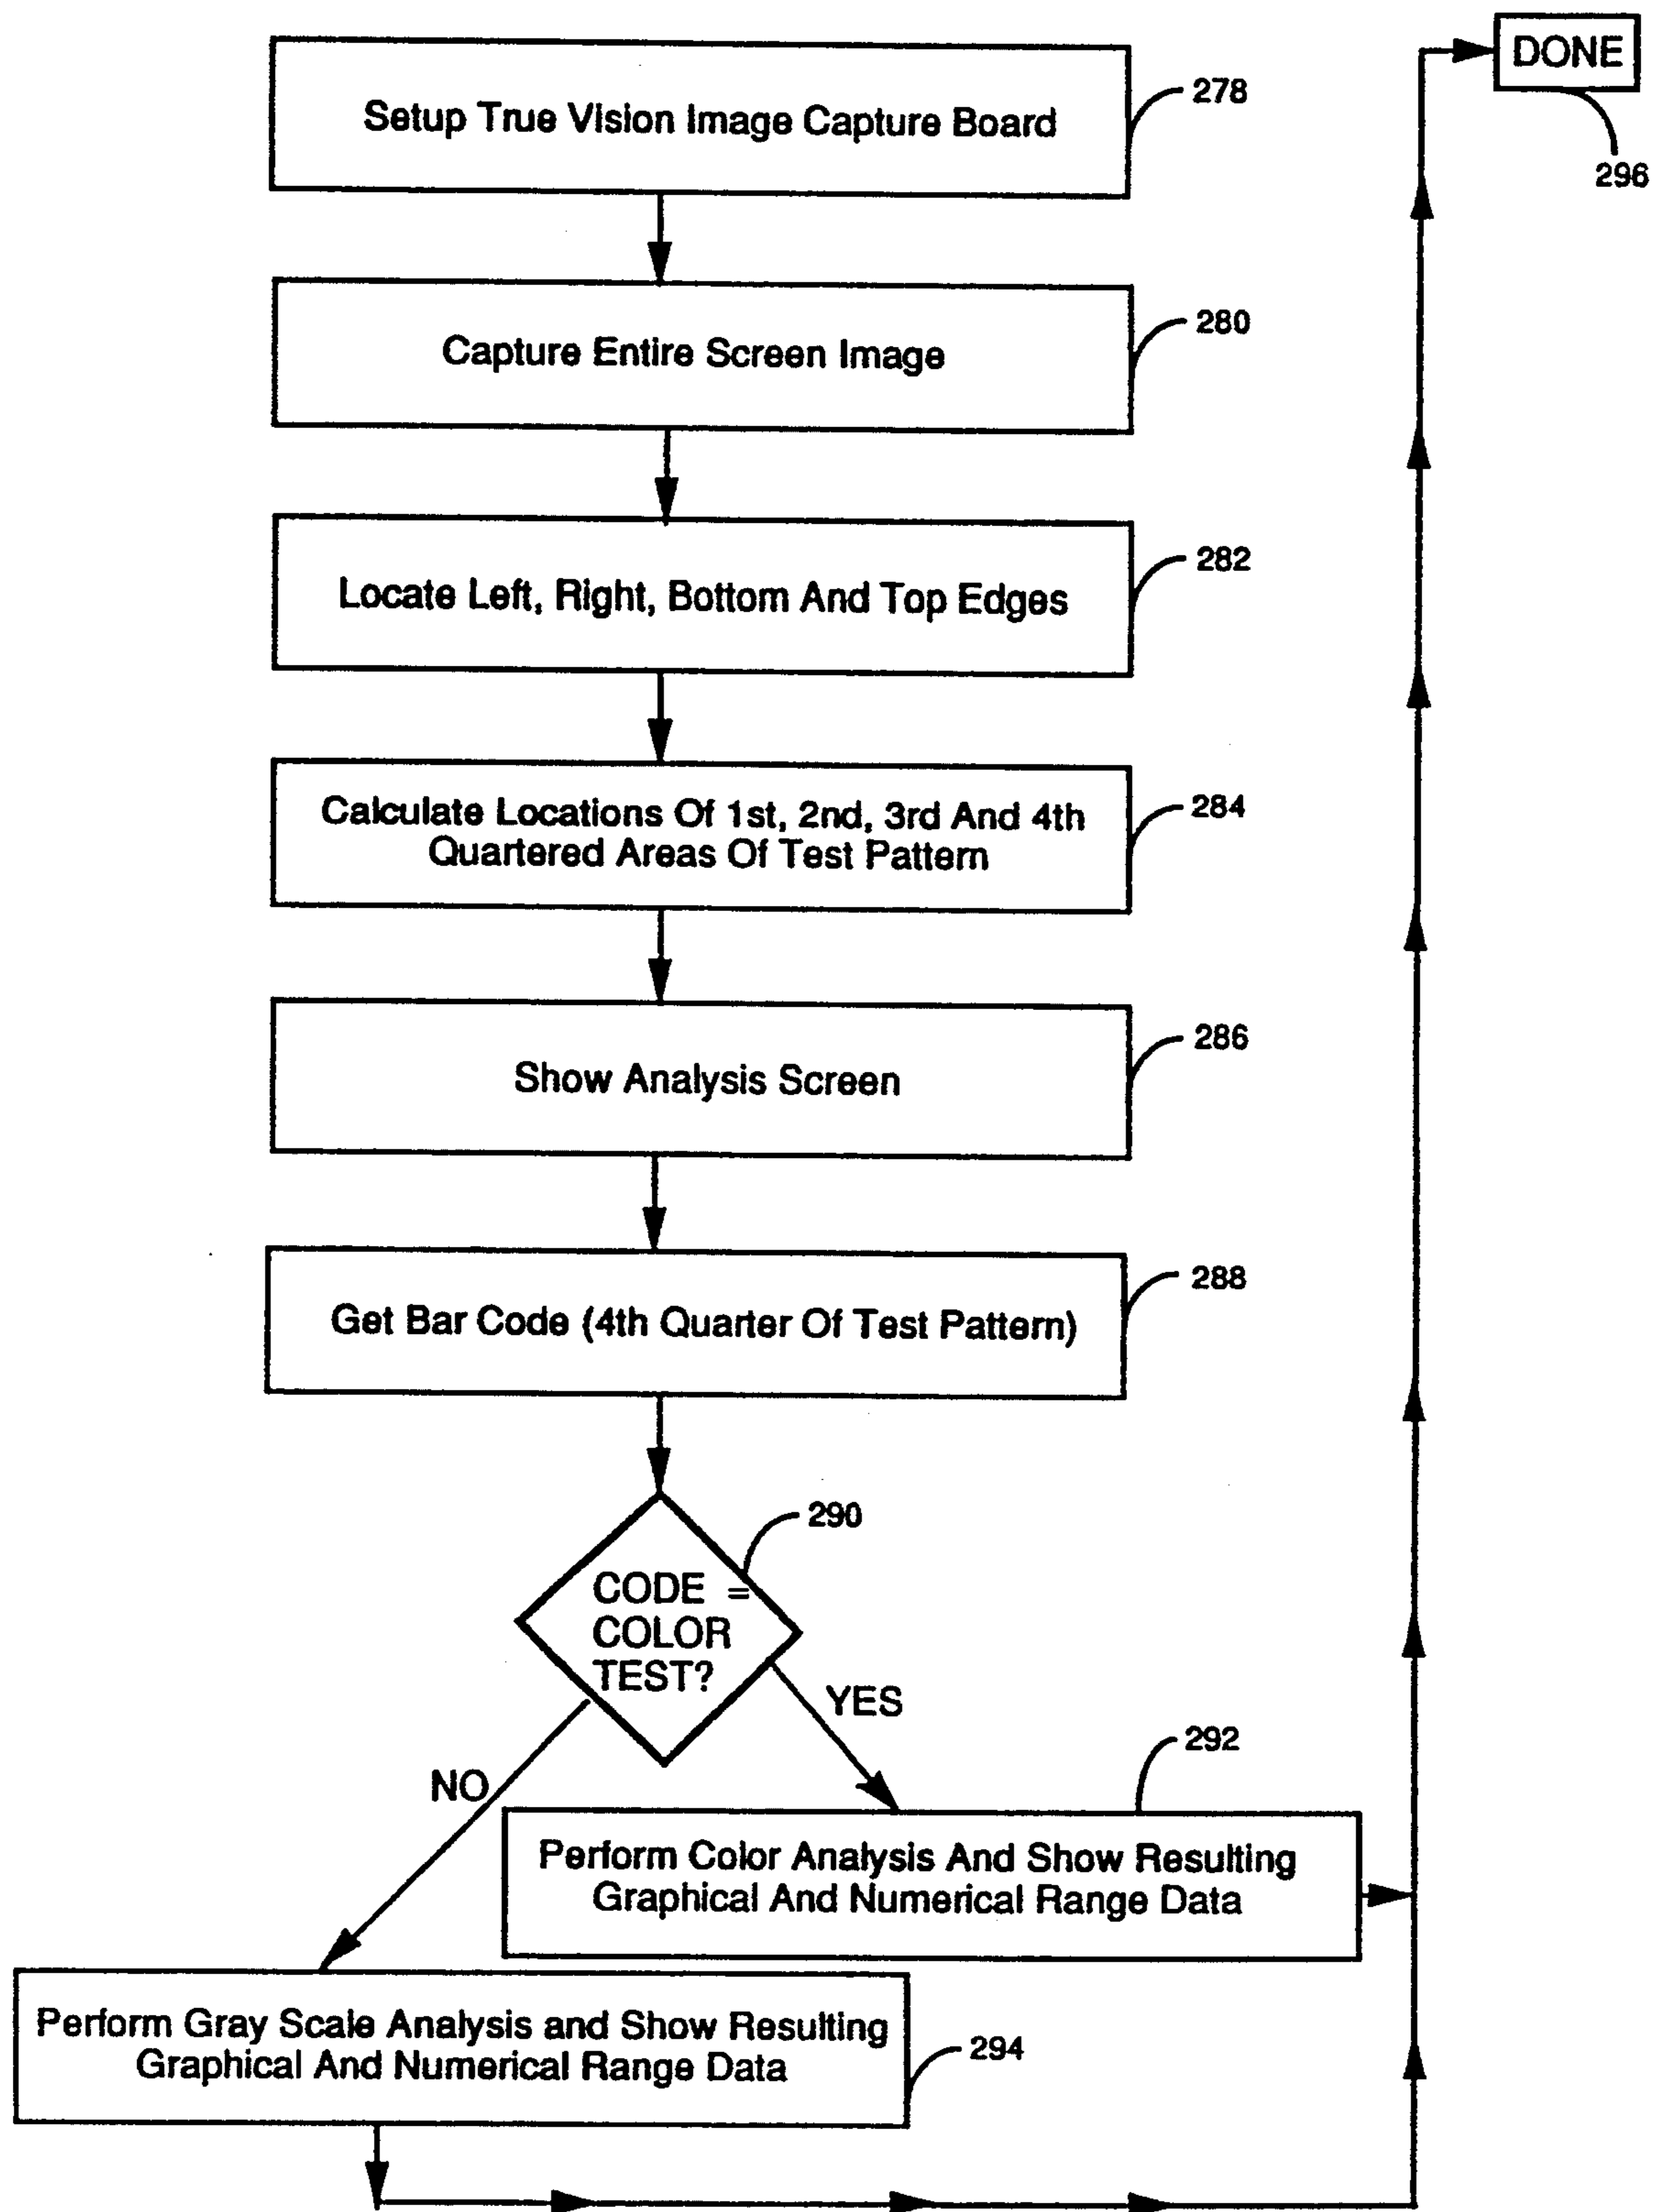 DONE
296
Setup True Vision Image Capture Board
278
Capture Entire Screen Image
280
Locate Left, Right, Bottom And Top Edges
282
Calculate Locations Of 1st, 2nd, 3rd And 4th
Quartered Areas Of Test Pattern
284
Show Analysis Screen
286
Get Bar Code (4th Quarter Of Test Pattern)
288
290
CODE =
COLOR
TEST?
YES
NO
292
Perform Color Analysis And Show Resulting
Graphical And Numerical Range Data
Perform Gray Scale Analysis and Show Resulting
Graphical And Numerical Range Data
294